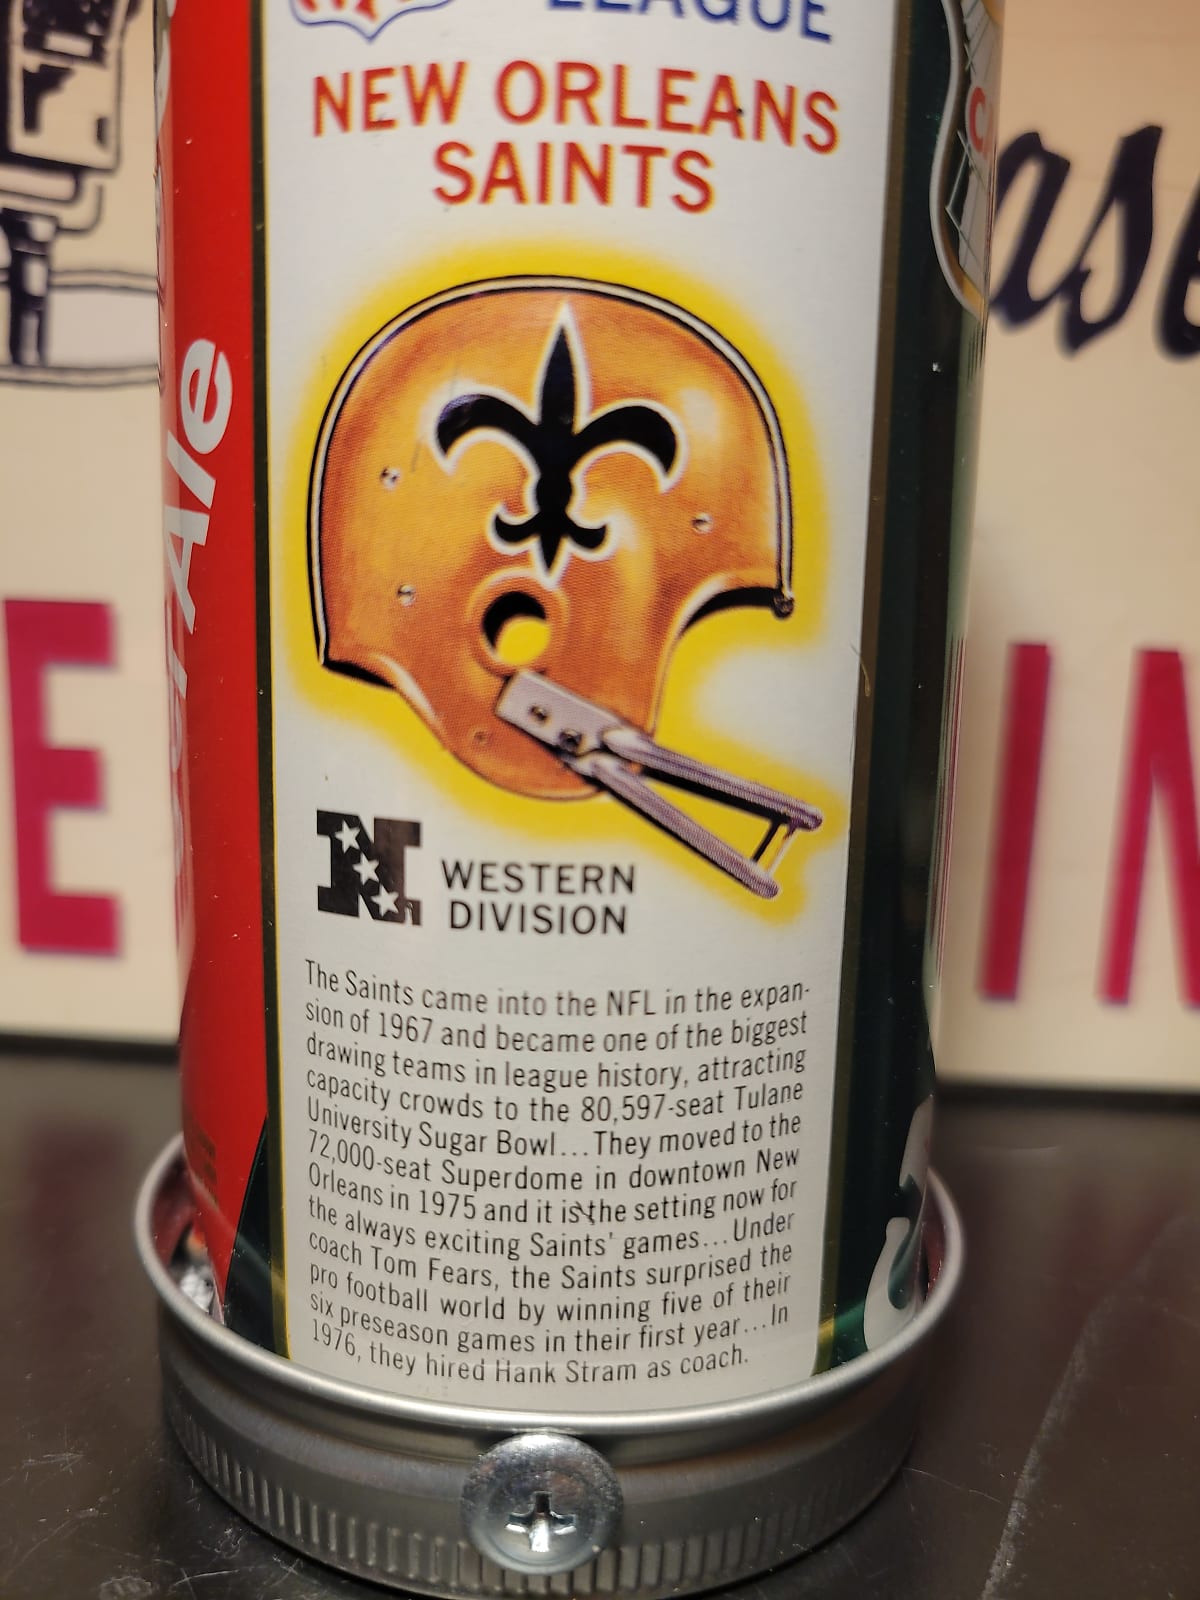 LEAGUE
NEW ORLEANS
SAINTS
Ale
N
WESTERN
DIVISION
The Saints came into the NFL in the expan-
sion of 1967 and became one of the biggest
drawing teams in league history, attracting
capacity crowds to the 80,597-seat Tulane
University Sugar Bowl...They moved to the
72,000-seat Superdome in downtown New
Orleans in 1975 and it is the setting now for
the always exciting Saints' games...Under
coach Tom Fears, the Saints surprised the
pro football world by winning five of their
six preseason games in their first year...In
1976, they hired Hank Stram as coach.
E
as
IN